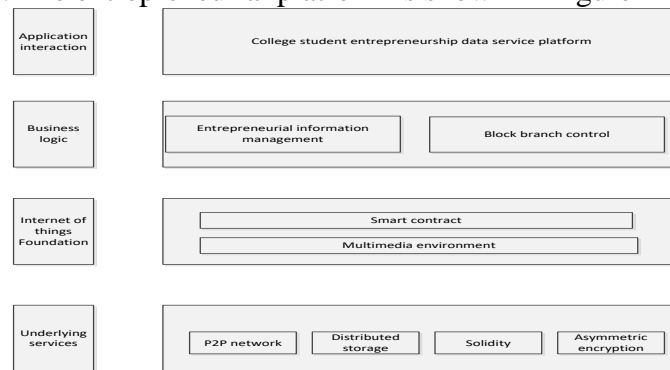 Application
interaction
College student entrepreneurship data service platform
Business
logic
Entrepreneurial information
management
Block branch control
Internet of
things
Foundation
Smart contract
Multimedia environment
Underlying
services
P2P network
Distributed
storage
Solidity
Asymmetric
encryption